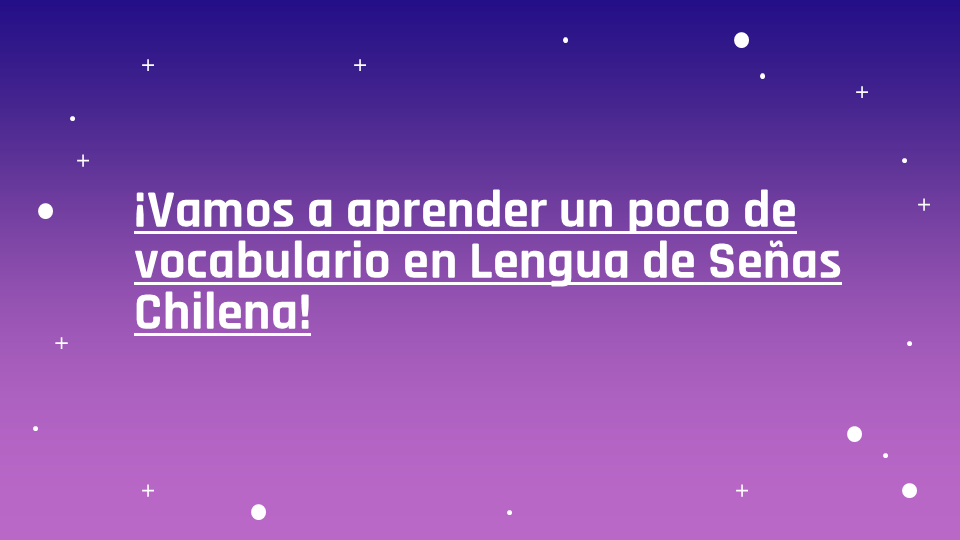 ¡Vamos a aprender un poco de
vocabulario en Lengua de Señas
Chilena!